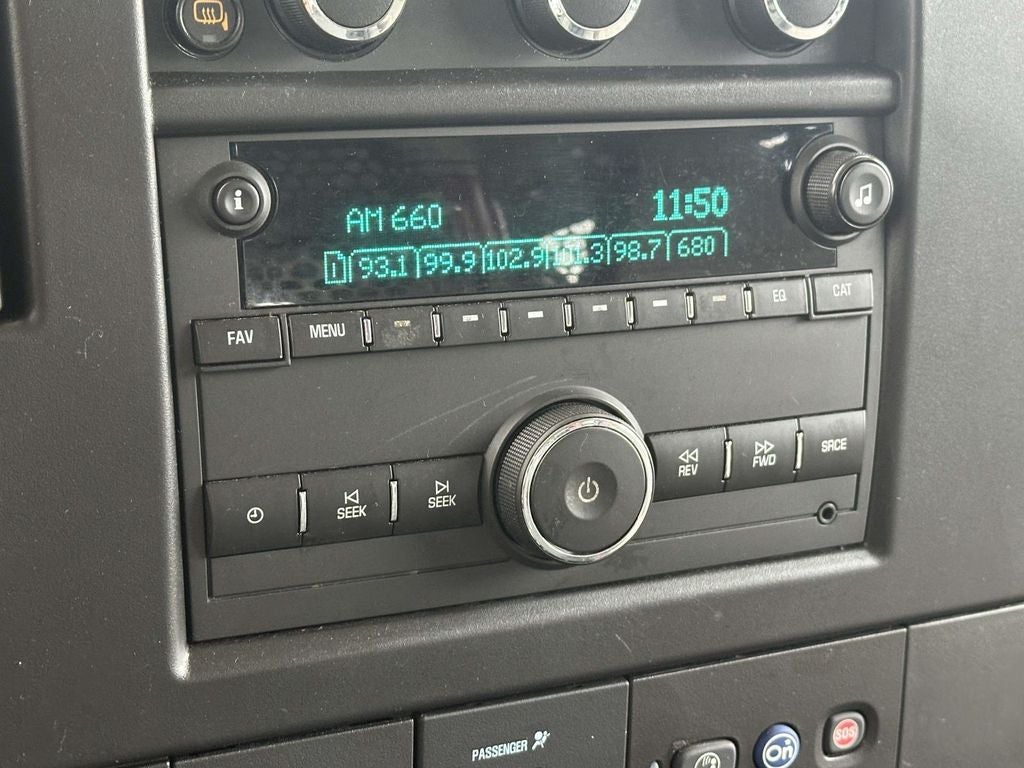 i
AM 660 11:50
1 93.1 99.9 102.9 101.3 98.7 680
FAV MENU EQ CAT
SEEK SEEK REV FWD SRCE
PASSENGER
On SOS